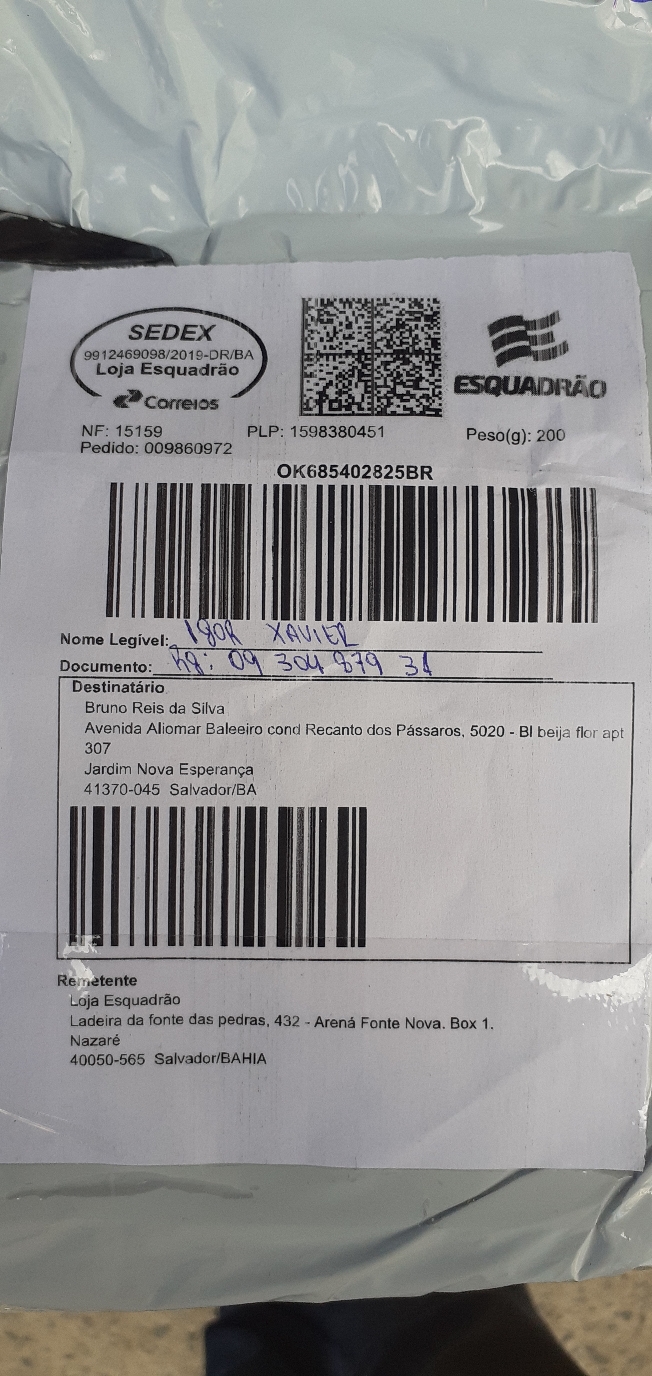 SEDEX
9912469098/2019-DR/BA
Loja Esquadrão
Correios
ESQUADRÃO
NF: 15159 PLP: 1598380451 Peso(g): 200
Pedido: 009860972
OK685402825BR
Nome Legível: IgOR XAVIER
Documento: Rg: 09 304 879 31
Destinatário
Bruno Reis da Silva
Avenida Aliomar Baleeiro cond Recanto dos Pássaros, 5020 - Bl beija flor apt
307
Jardim Nova Esperança
41370-045 Salvador/BA
Remetente
Loja Esquadrão
Ladeira da fonte das pedras, 432 - Arená Fonte Nova. Box 1.
Nazaré
40050-565 Salvador/BAHIA